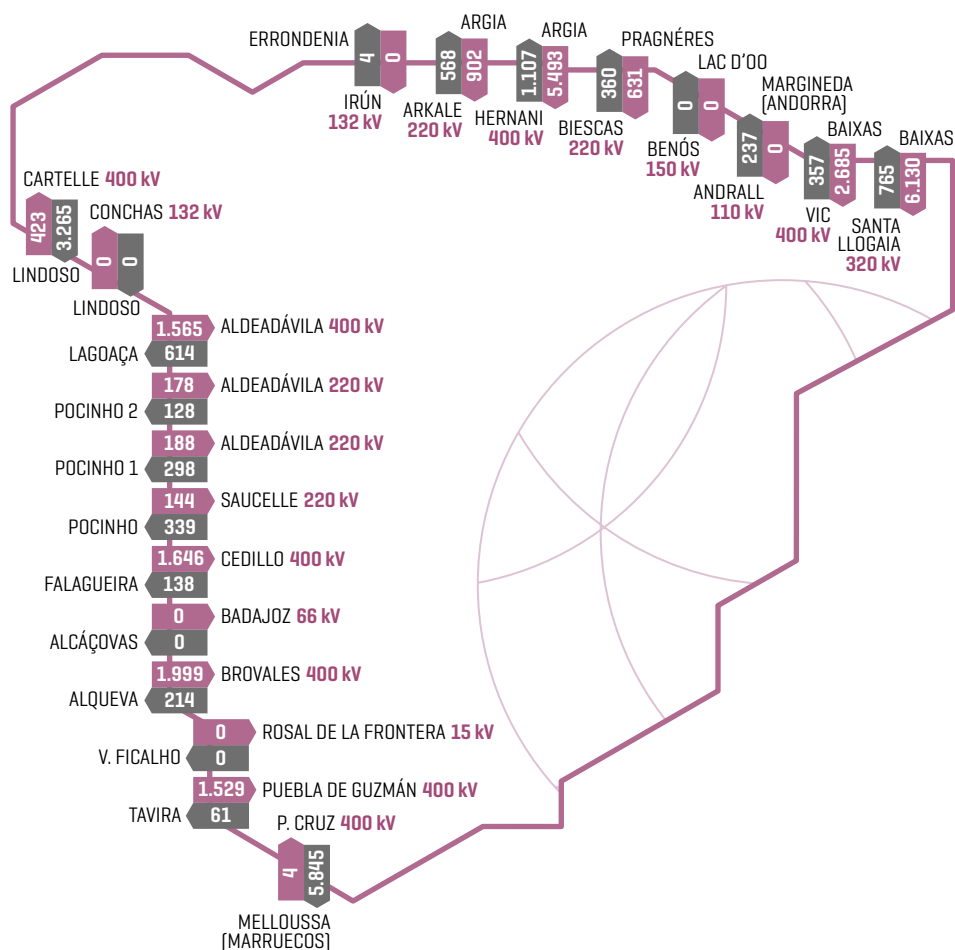 ERRONDENIA
4
0
IRÚN
132 kV
ARGIA
568
902
ARKALE
220 kV
ARGIA
1.107
5.493
HERNANI
400 kV
PRAGNÉRES
360
631
BIESCAS
220 kV
LAC D'OO
0
0
BENÓS
150 kV
MARGINEDA
(ANDORRA)
237
0
ANDRALL
110 kV
BAIXAS
357
2.685
VIC
400 kV
BAIXAS
765
6.130
SANTA
LLOGAIA
320 kV
CARTELLE 400 kV
423
3.265
LINDOSO
CONCHAS 132 kV
0
0
LINDOSO
1.565 ALDEADÁVILA 400 kV
LAGOAÇA 614
178 ALDEADÁVILA 220 kV
POCINHO 2 128
188 ALDEADÁVILA 220 kV
POCINHO 1 298
144 SAUCELLE 220 kV
POCINHO 339
1.646 CEDILLO 400 kV
FALAGUEIRA 138
0 BADAJOZ 66 kV
ALCÁÇOVAS 0
1.999 BROVALES 400 kV
ALQUEVA 214
0 ROSAL DE LA FRONTERA 15 kV
V. FICALHO 0
1.529 PUEBLA DE GUZMÁN 400 kV
TAVIRA 61
P. CRUZ 400 kV
4
5.845
MELLOUSSA
(MARRUECOS)